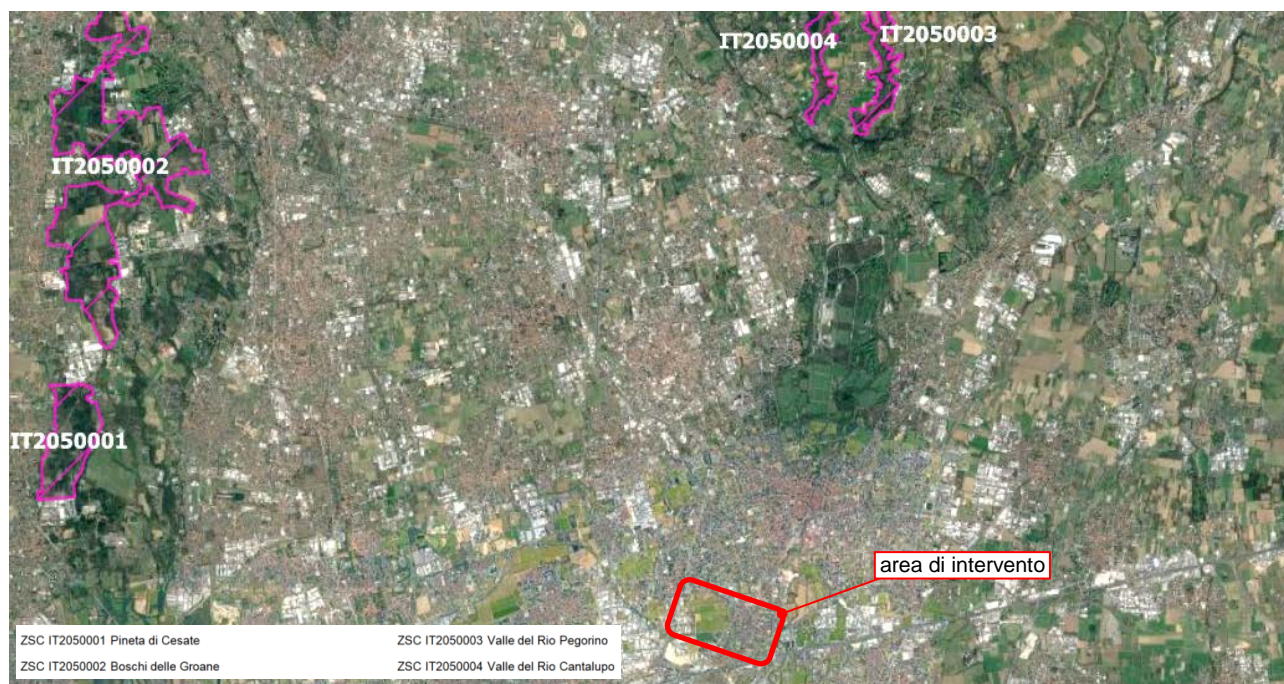 IT2050004
IT2050003
IT2050002
IT2050001
area di intervento
ZSC IT2050001 Pineta di Cesate
ZSC IT2050003 Valle del Rio Pegorino
ZSC IT2050002 Boschi delle Groane
ZSC IT2050004 Valle del Rio Cantalupo